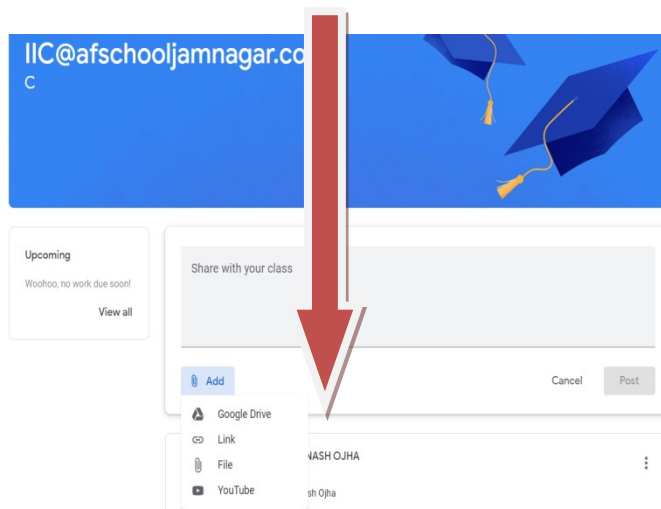 IIC@afschooljamnagar.co
C
Upcoming
Woohoo, no work due soon!
View all
Share with your class
Add
Cancel
Post
Google Drive
Link
File
YouTube
NASH OJHA
sh Ojha